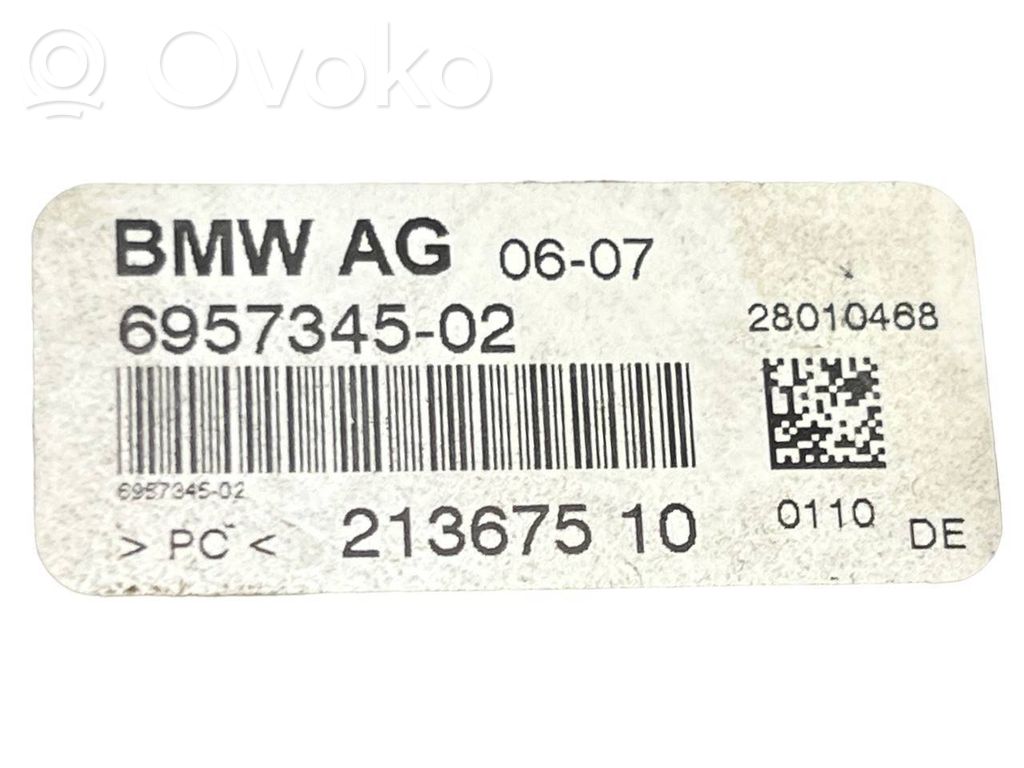 Ovoko
BMW AG 06-07
6957345-02
28010468
6957345-02
> PC < 213675 10
0110 DE